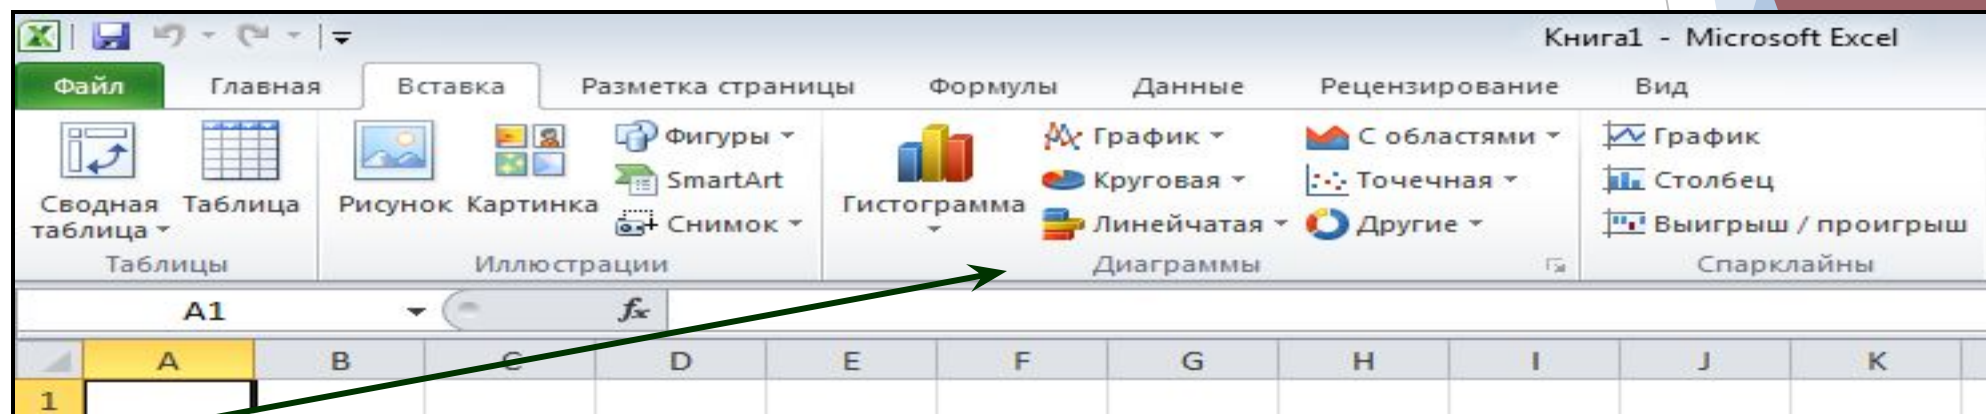 Книга1 - Microsoft Excel
Файл Главная Вставка Разметка страницы Формулы Данные Рецензирование Вид
Сводная таблица
Таблица
Рисунок
Картинка
Фигуры
SmartArt
Снимок
Гистограмма
График
Круговая
Линейчатая
С областями
Точечная
Другие
График
Столбец
Выигрыш / проигрыш
Таблицы Иллюстрации Диаграммы Спарклайны
A1 fx
A B C D E F G H I J K
1